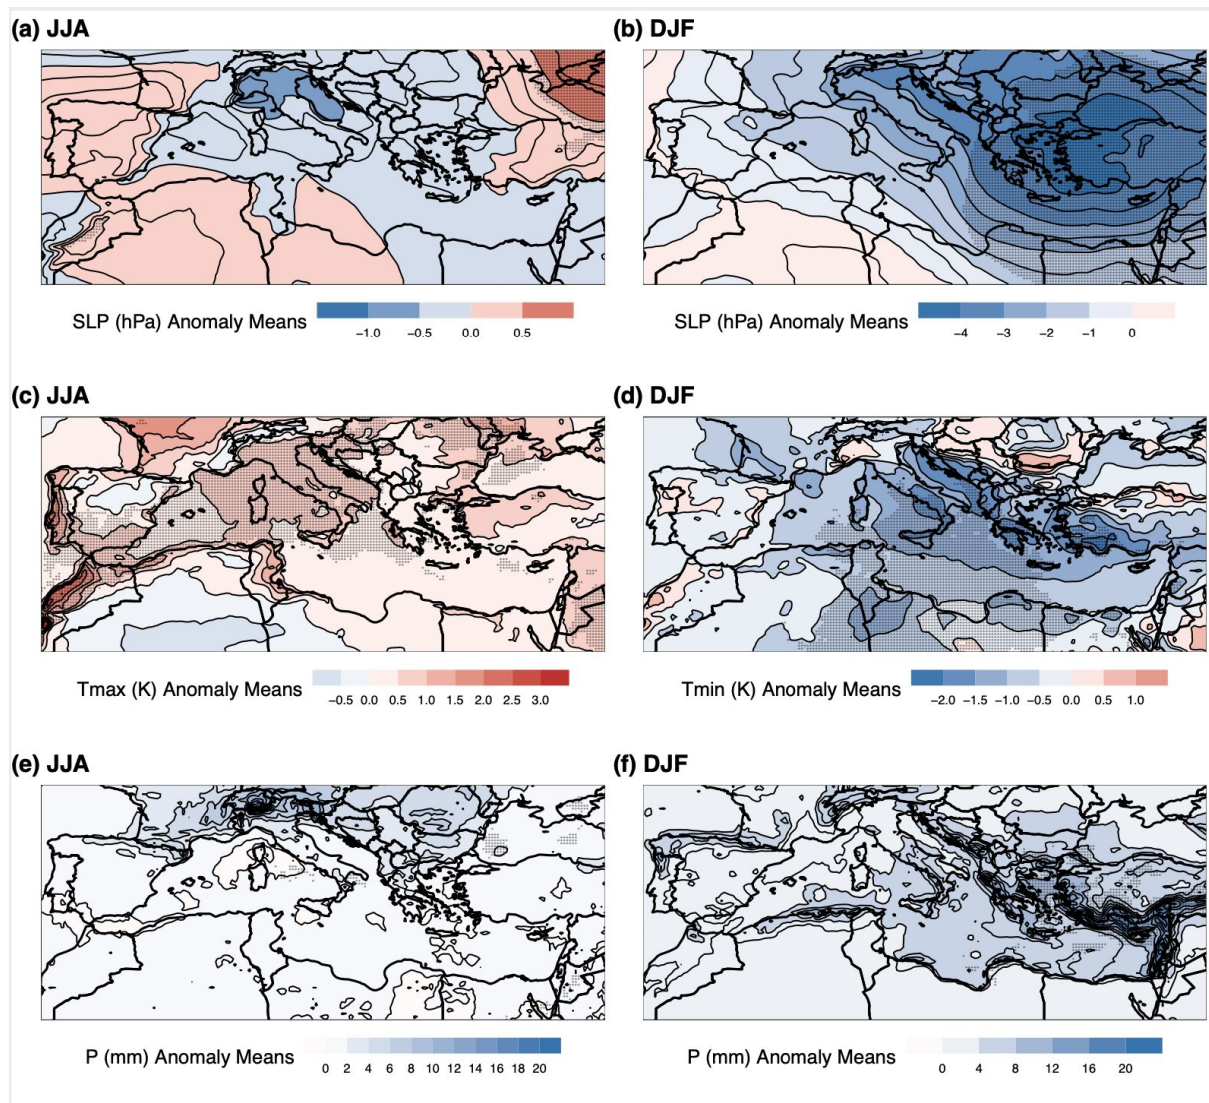 (a) JJA
(b) DJF
SLP (hPa) Anomaly Means
−1.0 −0.5 0.0 0.5
SLP (hPa) Anomaly Means
−4 −3 −2 −1 0
(c) JJA
(d) DJF
Tmax (K) Anomaly Means
−0.5 0.0 0.5 1.0 1.5 2.0 2.5 3.0
Tmin (K) Anomaly Means
−2.0 −1.5 −1.0 −0.5 0.0 0.5 1.0
(e) JJA
(f) DJF
P (mm) Anomaly Means
0 2 4 6 8 10 12 14 16 18 20
P (mm) Anomaly Means
0 4 8 12 16 20